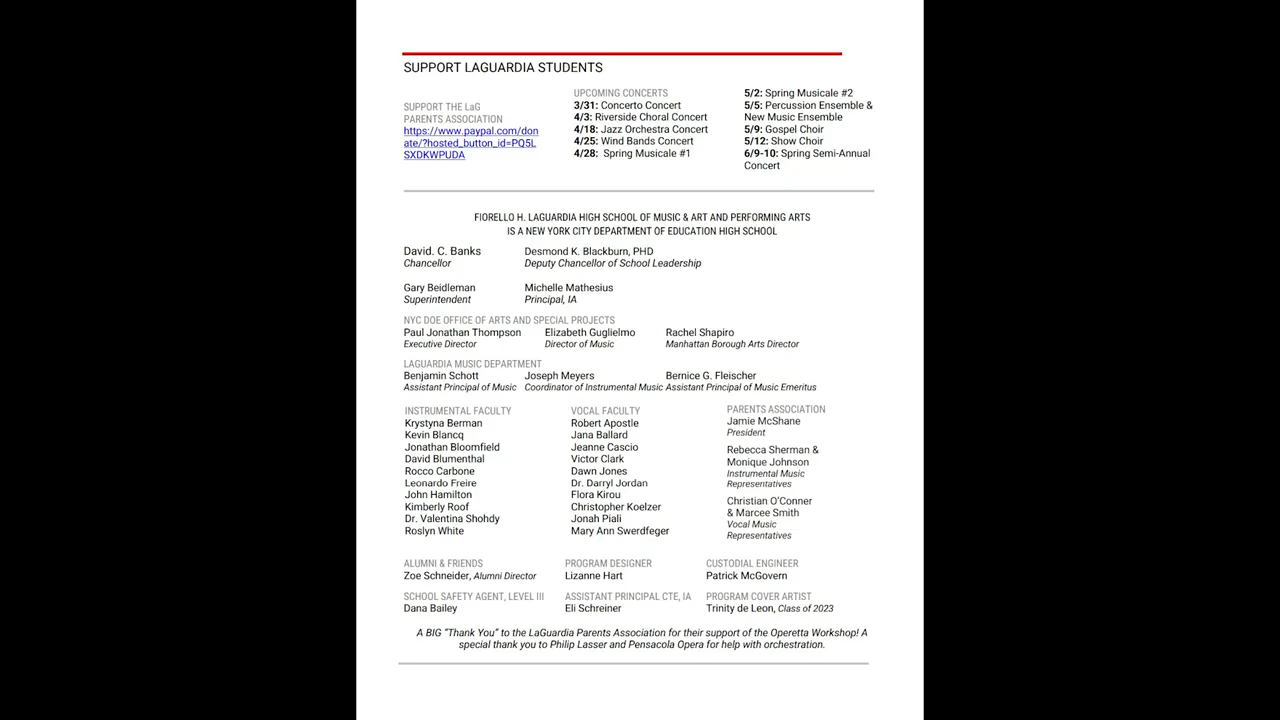 SUPPORT LAGUARDIA STUDENTS
SUPPORT THE LaG
PARENTS ASSOCIATION
https://www.paypal.com/don
ate/?hosted_button_id=PQ5L
SXDKWPUDA
UPCOMING CONCERTS
3/31: Concerto Concert
4/3: Riverside Choral Concert
4/18: Jazz Orchestra Concert
4/25: Wind Bands Concert
4/28: Spring Musicale #1
5/2: Spring Musicale #2
5/5: Percussion Ensemble &
New Music Ensemble
5/9: Gospel Choir
5/12: Show Choir
6/9-10: Spring Semi-Annual
Concert
FIORELLO H. LAGUARDIA HIGH SCHOOL OF MUSIC & ART AND PERFORMING ARTS
IS A NEW YORK CITY DEPARTMENT OF EDUCATION HIGH SCHOOL
David. C. Banks
Chancellor
Desmond K. Blackburn, PHD
Deputy Chancellor of School Leadership
Gary Beidleman
Superintendent
Michelle Mathesius
Principal, IA
NYC DOE OFFICE OF ARTS AND SPECIAL PROJECTS
Paul Jonathan Thompson
Executive Director
Elizabeth Guglielmo
Director of Music
Rachel Shapiro
Manhattan Borough Arts Director
LAGUARDIA MUSIC DEPARTMENT
Benjamin Schott
Assistant Principal of Music
Joseph Meyers
Coordinator of Instrumental Music
Bernice G. Fleischer
Assistant Principal of Music Emeritus
INSTRUMENTAL FACULTY
Krystyna Berman
Kevin Blancq
Jonathan Bloomfield
David Blumenthal
Rocco Carbone
Leonardo Freire
John Hamilton
Kimberly Roof
Dr. Valentina Shohdy
Roslyn White
VOCAL FACULTY
Robert Apostle
Jana Ballard
Jeanne Cascio
Victor Clark
Dawn Jones
Dr. Darryl Jordan
Flora Kirou
Christopher Koelzer
Jonah Piali
Mary Ann Swerdfeger
PARENTS ASSOCIATION
Jamie McShane
President
Rebecca Sherman &
Monique Johnson
Instrumental Music
Representatives
Christian O'Conner
& Marcee Smith
Vocal Music
Representatives
ALUMNI & FRIENDS
Zoe Schneider, Alumni Director
PROGRAM DESIGNER
Lizanne Hart
CUSTODIAL ENGINEER
Patrick McGovern
SCHOOL SAFETY AGENT, LEVEL III
Dana Bailey
ASSISTANT PRINCIPAL CTE, IA
Eli Schreiner
PROGRAM COVER ARTIST
Trinity de Leon, Class of 2023
A BIG “Thank You” to the LaGuardia Parents Association for their support of the Operetta Workshop! A
special thank you to Philip Lasser and Pensacola Opera for help with orchestration.